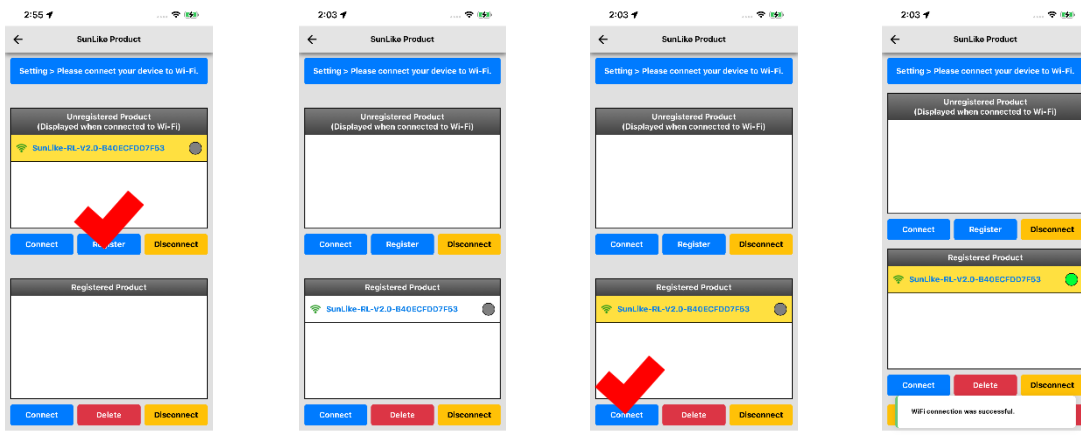 2:55
SunLike Product
Setting > Please connect your device to Wi-Fi.
Unregistered Product
(Displayed when connected to Wi-Fi)
SunLike-RL-V2.0-B40ECFDD7F53
Connect Register Disconnect
Registered Product
Connect Delete Disconnect
2:03
SunLike Product
Setting > Please connect your device to Wi-Fi.
Unregistered Product
(Displayed when connected to Wi-Fi)
Connect Register Disconnect
Registered Product
SunLike-RL-V2.0-B40ECFDD7F53
Connect Delete Disconnect
2:03
SunLike Product
Setting > Please connect your device to Wi-Fi.
Unregistered Product
(Displayed when connected to Wi-Fi)
Connect Register Disconnect
Registered Product
SunLike-RL-V2.0-B40ECFDD7F53
Connect Delete Disconnect
2:03
SunLike Product
Setting > Please connect your device to Wi-Fi.
Unregistered Product
(Displayed when connected to Wi-Fi)
Connect Register Disconnect
Registered Product
SunLike-RL-V2.0-B40ECFDD7F53
Connect Delete Disconnect
WiFi connection was successful.